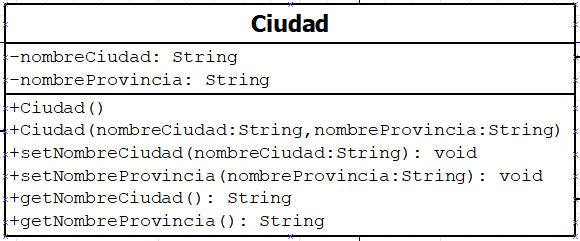 Ciudad
-nombreCiudad: String
-nombreProvincia: String
+Ciudad()
+Ciudad(nombreCiudad:String,nombreProvincia:String)
+setNombreCiudad(nombreCiudad:String): void
+setNombreProvincia(nombreProvincia:String): void
+getNombreCiudad(): String
+getNombreProvincia(): String